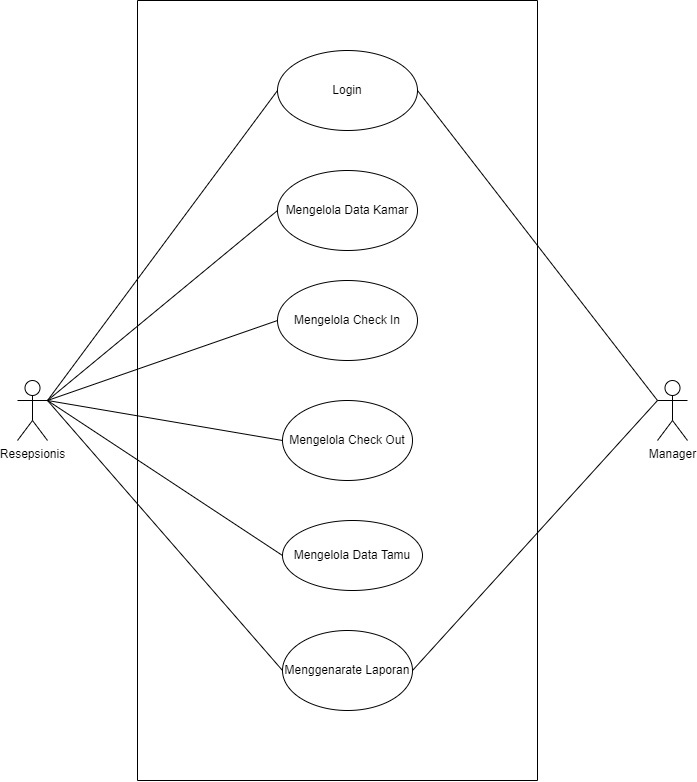 Login
Mengelola Data Kamar
Mengelola Check In
Mengelola Check Out
Resepsionis
Manager
Mengelola Data Tamu
Menggenarate Laporan